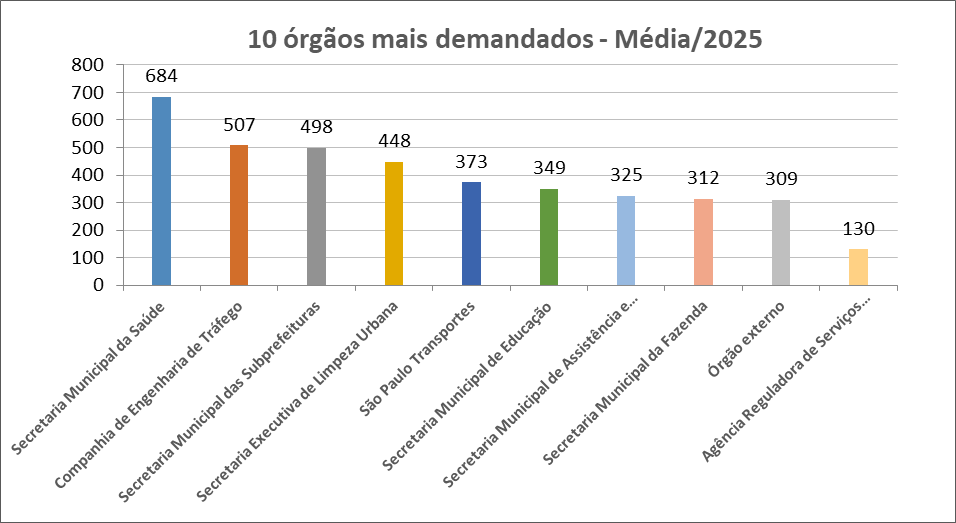 10 órgãos mais demandados - Média/2025
800
700
600
500
400
300
200
100
0
684
507
498
448
373
349
325
312
309
130
Secretaria Municipal da Saúde
Companhia de Engenharia de Tráfego
Secretaria Municipal das Subprefeituras
Secretaria Executiva de Limpeza Urbana
São Paulo Transportes
Secretaria Municipal de Educação
Secretaria Municipal de Assistência e...
Secretaria Municipal da Fazenda
Órgão externo
Agência Reguladora de Serviços...